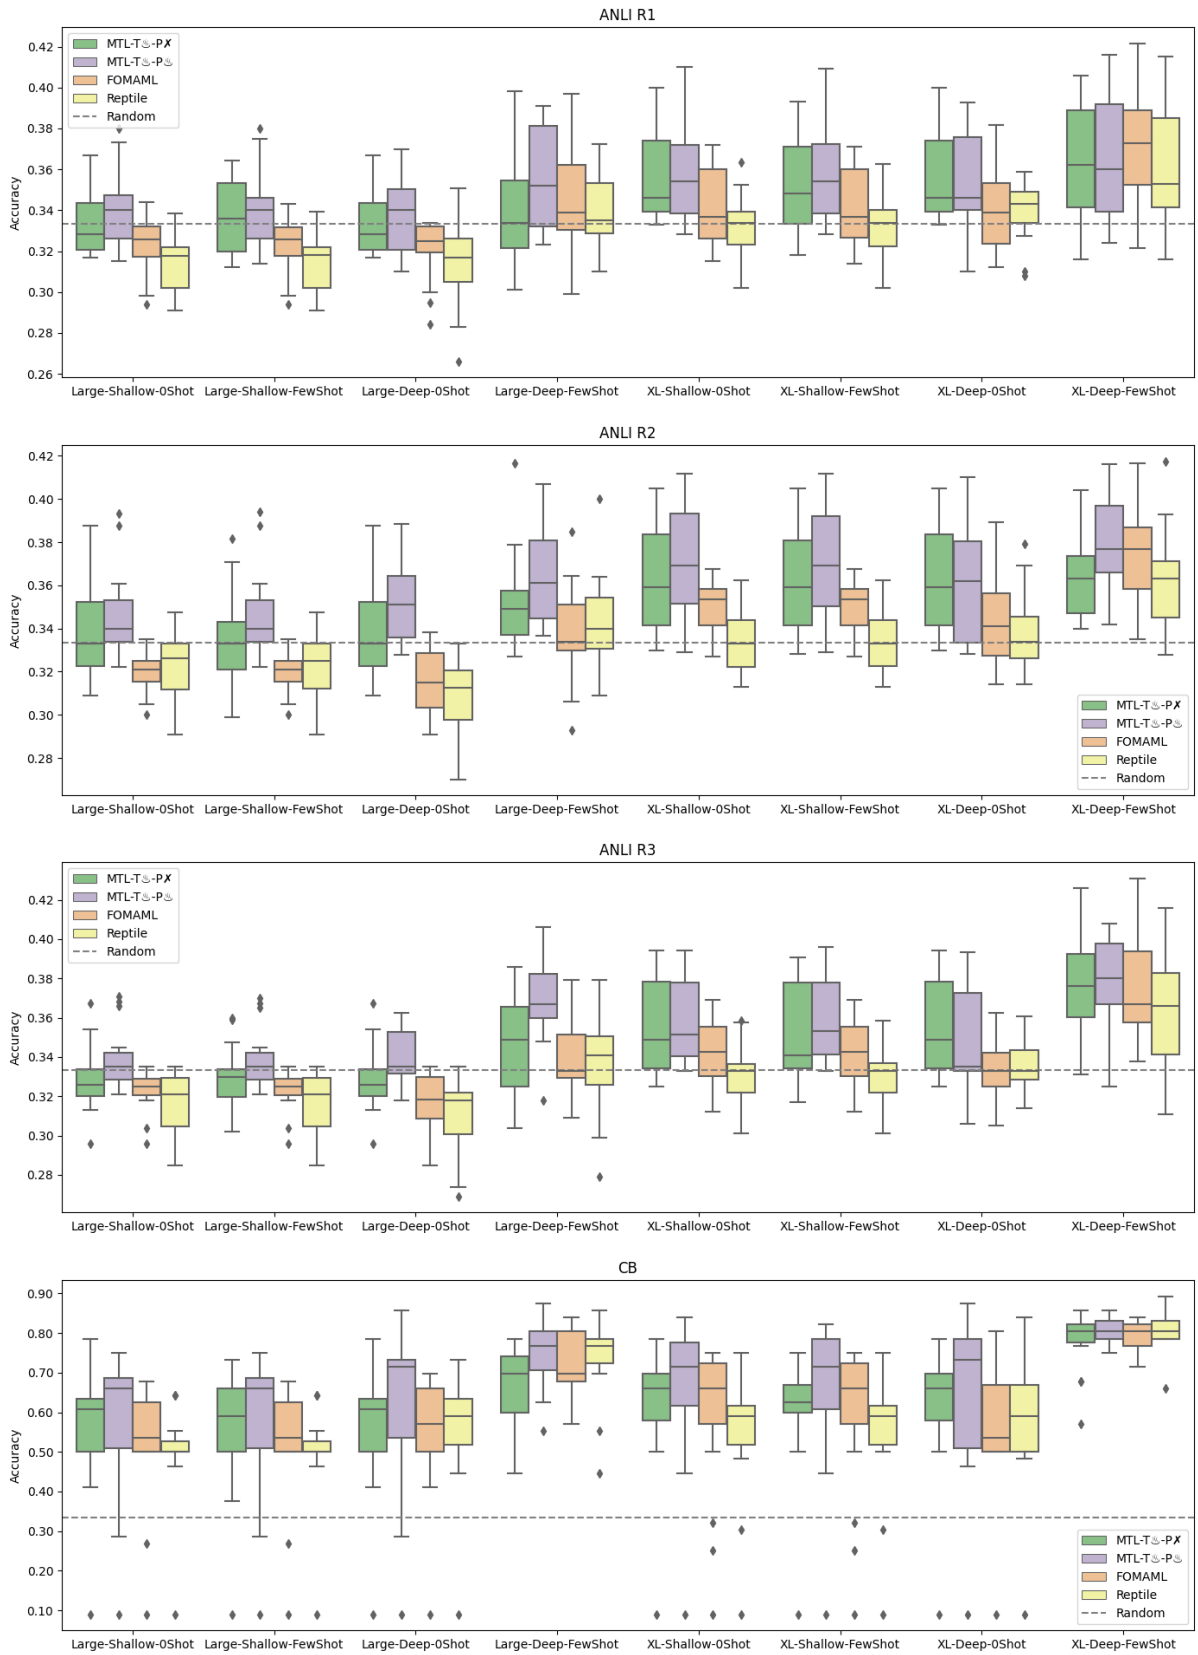 ANLI R1
MTL-T♨-P✗
MTL-T♨-P♨
FOMAML
Reptile
Random
Accuracy
0.42
0.40
0.38
0.36
0.34
0.32
0.30
0.28
0.26
Large-Shallow-0Shot Large-Shallow-FewShot Large-Deep-0Shot Large-Deep-FewShot XL-Shallow-0Shot XL-Shallow-FewShot XL-Deep-0Shot XL-Deep-FewShot
ANLI R2
Accuracy
0.42
0.40
0.38
0.36
0.34
0.32
0.30
0.28
MTL-T♨-P✗
MTL-T♨-P♨
FOMAML
Reptile
Random
Large-Shallow-0Shot Large-Shallow-FewShot Large-Deep-0Shot Large-Deep-FewShot XL-Shallow-0Shot XL-Shallow-FewShot XL-Deep-0Shot XL-Deep-FewShot
ANLI R3
MTL-T♨-P✗
MTL-T♨-P♨
FOMAML
Reptile
Random
Accuracy
0.42
0.40
0.38
0.36
0.34
0.32
0.30
0.28
Large-Shallow-0Shot Large-Shallow-FewShot Large-Deep-0Shot Large-Deep-FewShot XL-Shallow-0Shot XL-Shallow-FewShot XL-Deep-0Shot XL-Deep-FewShot
CB
Accuracy
0.90
0.80
0.70
0.60
0.50
0.40
0.30
0.20
0.10
MTL-T♨-P✗
MTL-T♨-P♨
FOMAML
Reptile
Random
Large-Shallow-0Shot Large-Shallow-FewShot Large-Deep-0Shot Large-Deep-FewShot XL-Shallow-0Shot XL-Shallow-FewShot XL-Deep-0Shot XL-Deep-FewShot